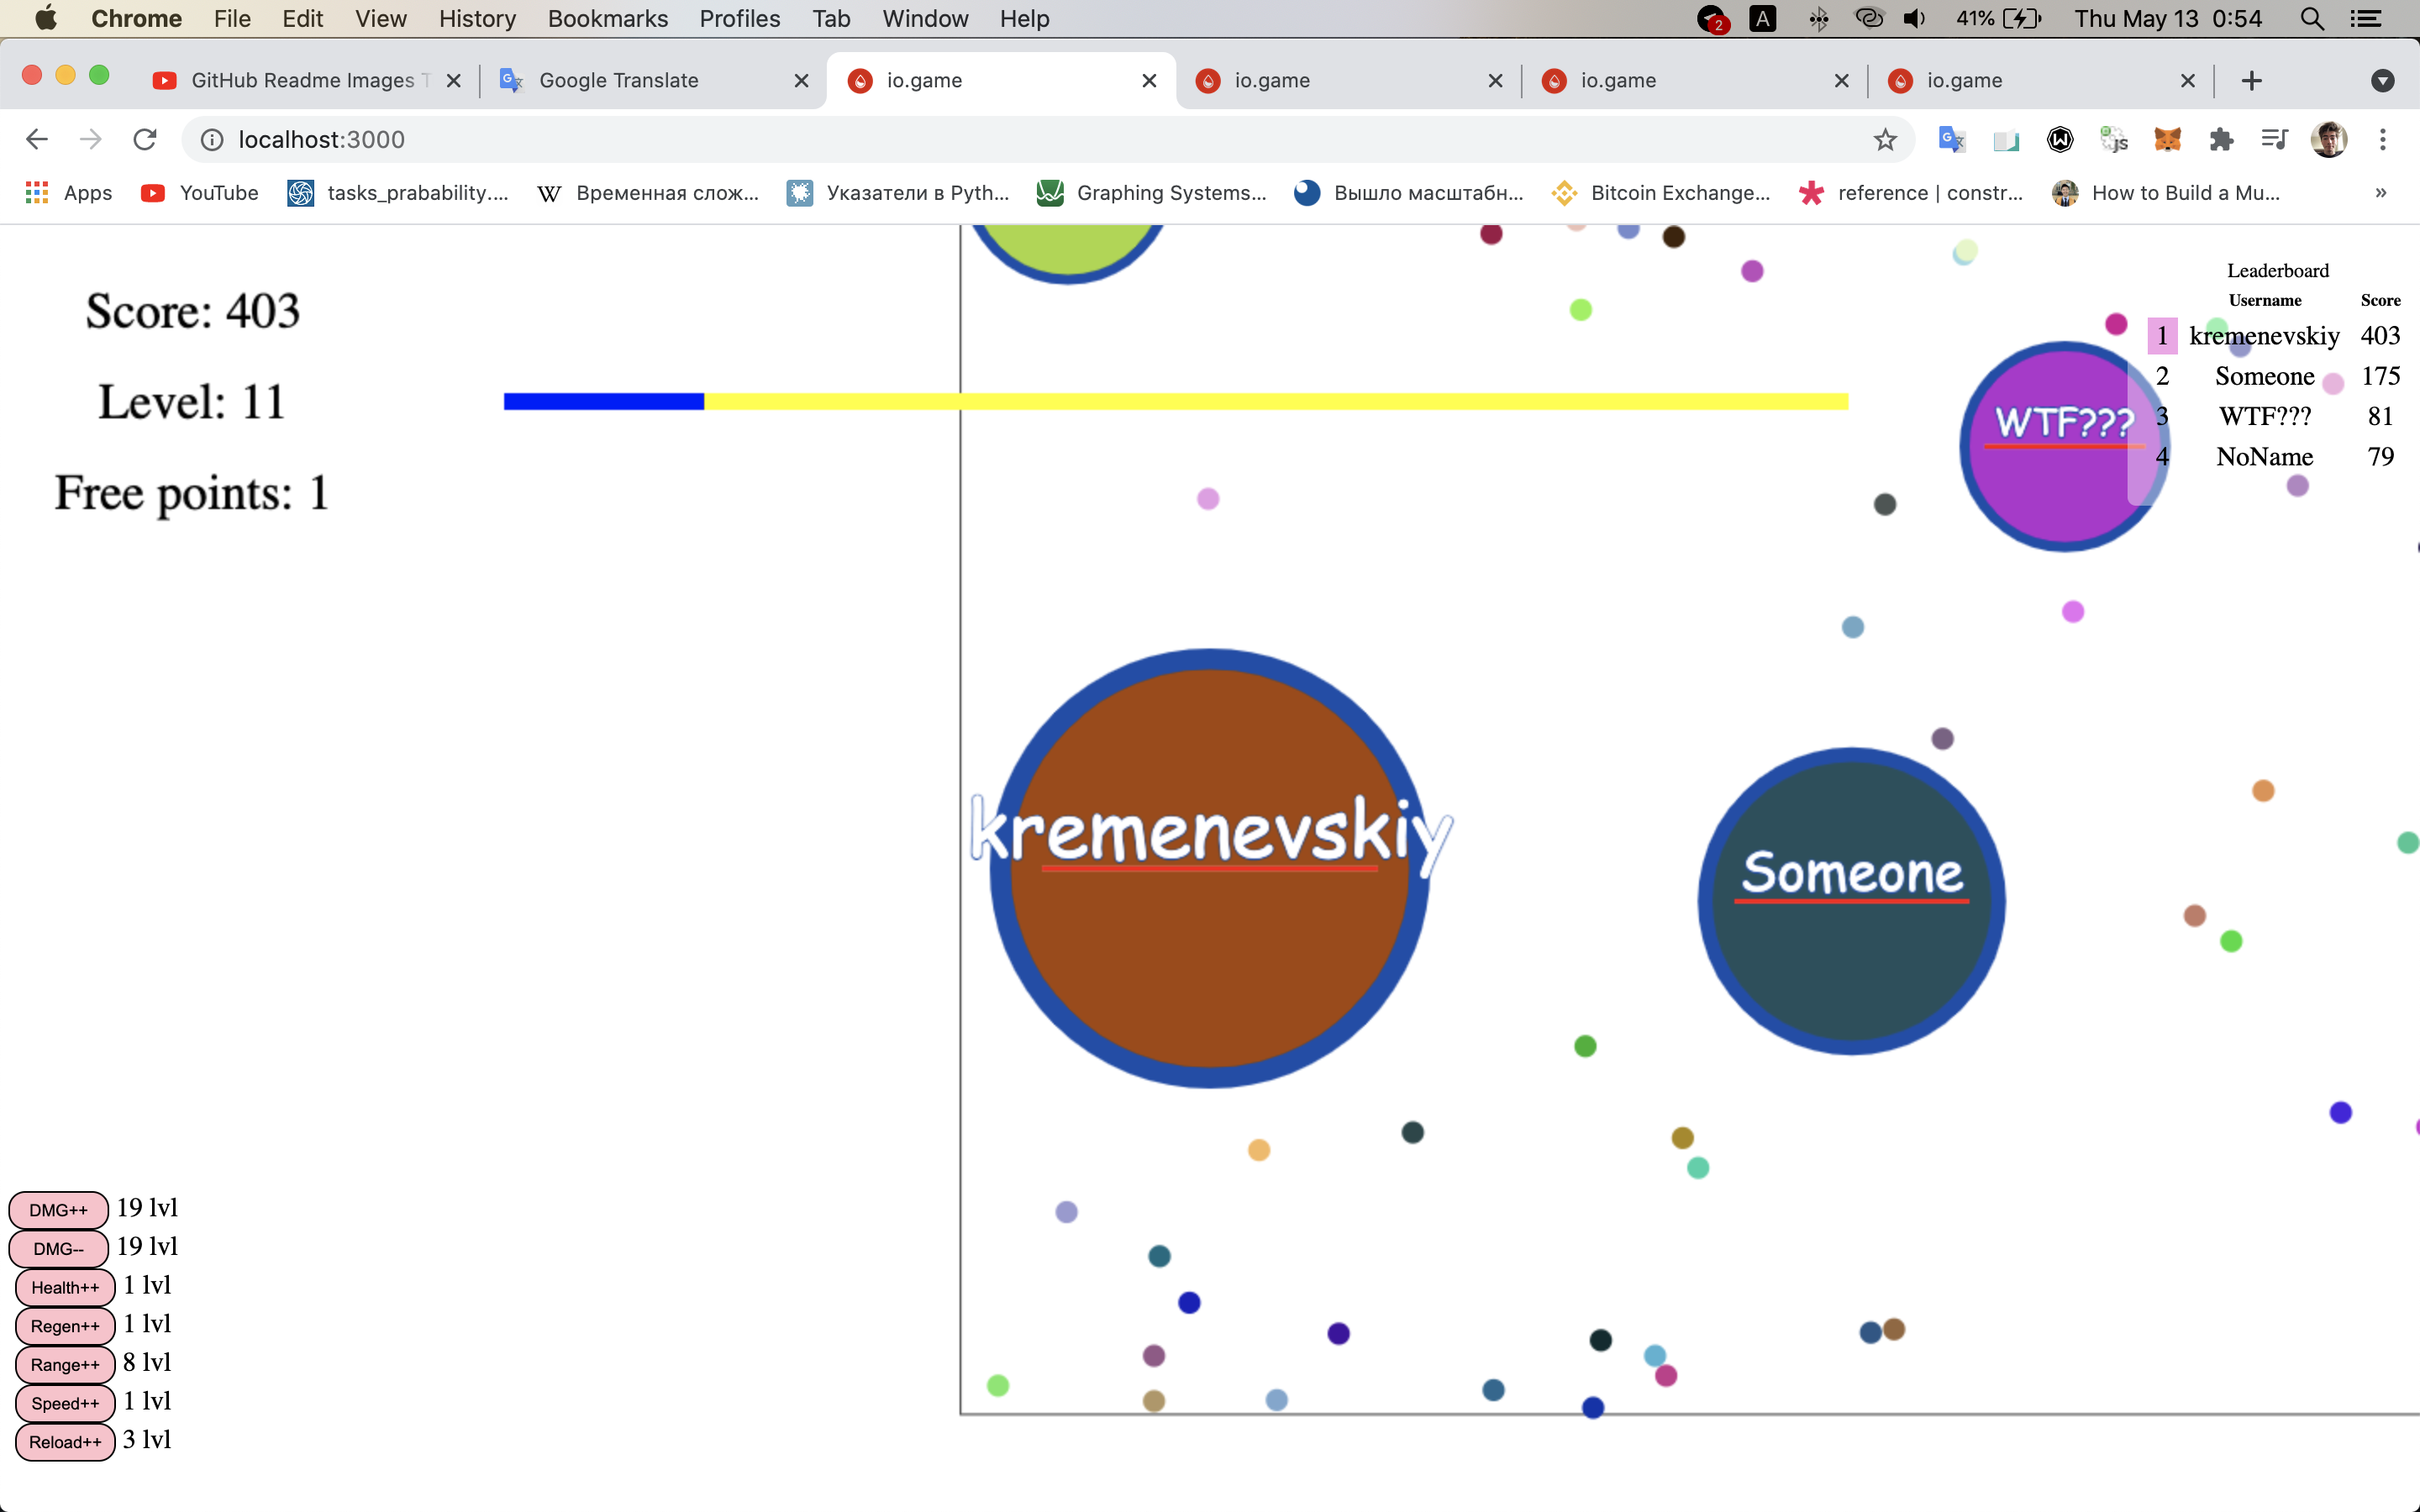 Chrome File Edit View History Bookmarks Profiles Tab Window Help 2 A 41% Thu May 13 0:54
GitHub Readme Images Google Translate io.game io.game io.game io.game
localhost:3000
Apps YouTube tasks_prabability.... Временная слож... Указатели в Pyth... Graphing Systems... Вышло масштабн... Bitcoin Exchange... reference | constr... How to Build a Mu... »
Score: 403
Level: 11
Free points: 1
Leaderboard
Username Score
1 kremenevskiy 403
2 Someone 175
3 WTF??? 81
4 NoName 79
WTF???
kremenevskiy
Someone
DMG++ 19 lvl
DMG-- 19 lvl
Health++ 1 lvl
Regen++ 1 lvl
Range++ 8 lvl
Speed++ 1 lvl
Reload++ 3 lvl